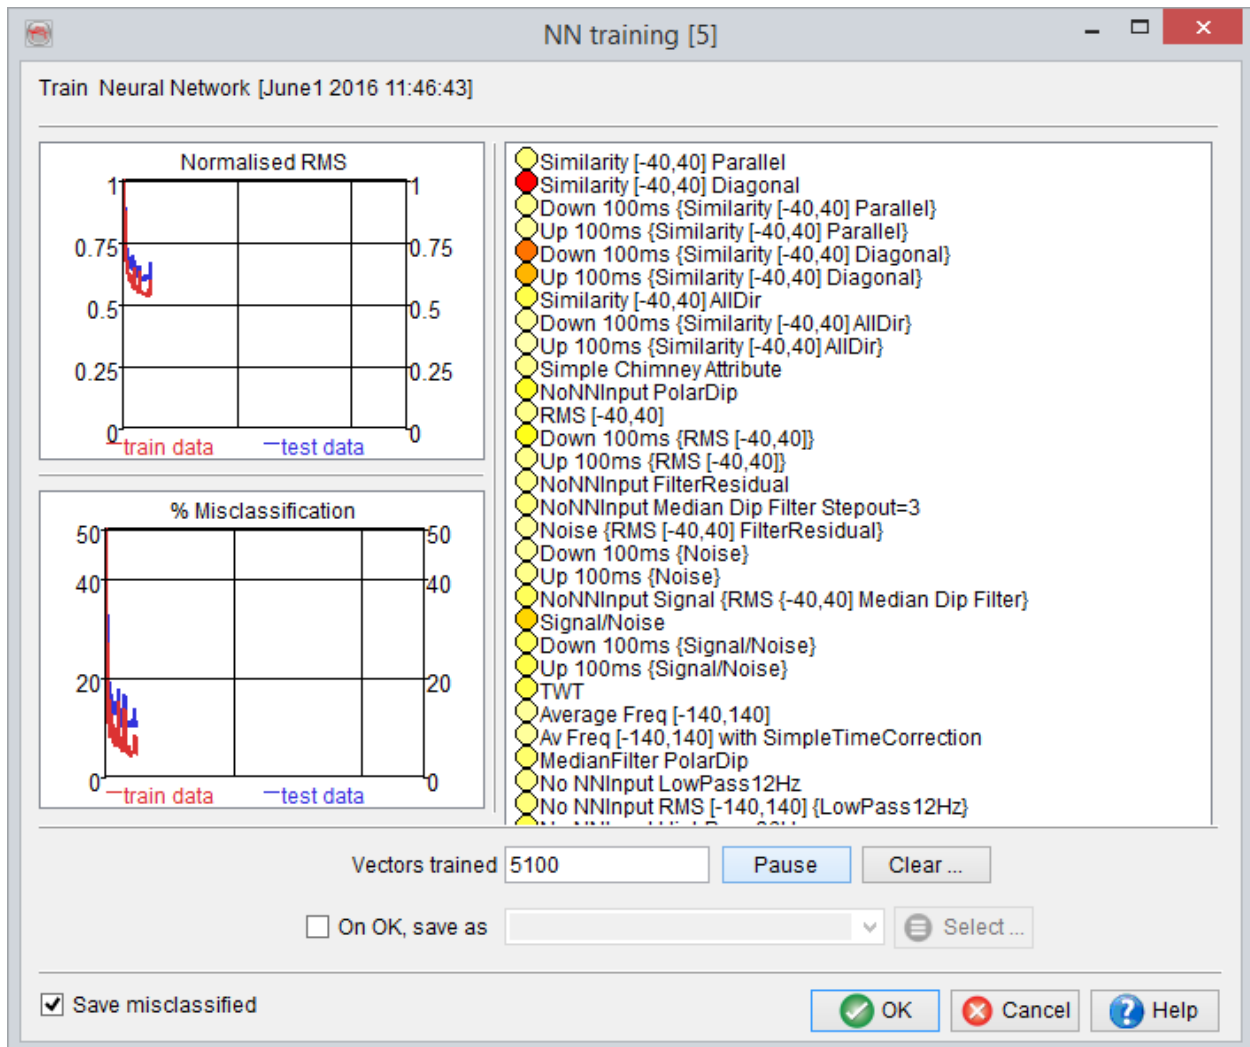 NN training [5]
Train Neural Network [June1 2016 11:46:43]
Normalised RMS
1 1
0.75 0.75
0.5 0.5
0.25 0.25
0 0
train data test data
% Misclassification
50 50
40 40
20 20
0 0
train data test data
Similarity [-40,40] Parallel
Similarity [-40,40] Diagonal
Down 100ms {Similarity [-40,40] Parallel}
Up 100ms {Similarity [-40,40] Parallel}
Down 100ms {Similarity [-40,40] Diagonal}
Up 100ms {Similarity [-40,40] Diagonal}
Similarity [-40,40] AllDir
Down 100ms {Similarity [-40,40] AllDir}
Up 100ms {Similarity [-40,40] AllDir}
Simple Chimney Attribute
NoNNInput PolarDip
RMS [-40,40]
Down 100ms {RMS [-40,40]}
Up 100ms {RMS [-40,40]}
NoNNInput FilterResidual
NoNNInput Median Dip Filter Stepout=3
Noise {RMS [-40,40] FilterResidual}
Down 100ms {Noise}
Up 100ms {Noise}
NoNNInput Signal {RMS {-40,40] Median Dip Filter}
Signal/Noise
Down 100ms {Signal/Noise}
Up 100ms {Signal/Noise}
TWT
Average Freq [-140,140]
Av Freq [-140,140] with SimpleTimeCorrection
MedianFilter PolarDip
No NNInput LowPass12Hz
No NNInput RMS [-140,140] {LowPass12Hz}
Vectors trained 5100 Pause Clear ...
On OK, save as Select ...
Save misclassified OK Cancel Help